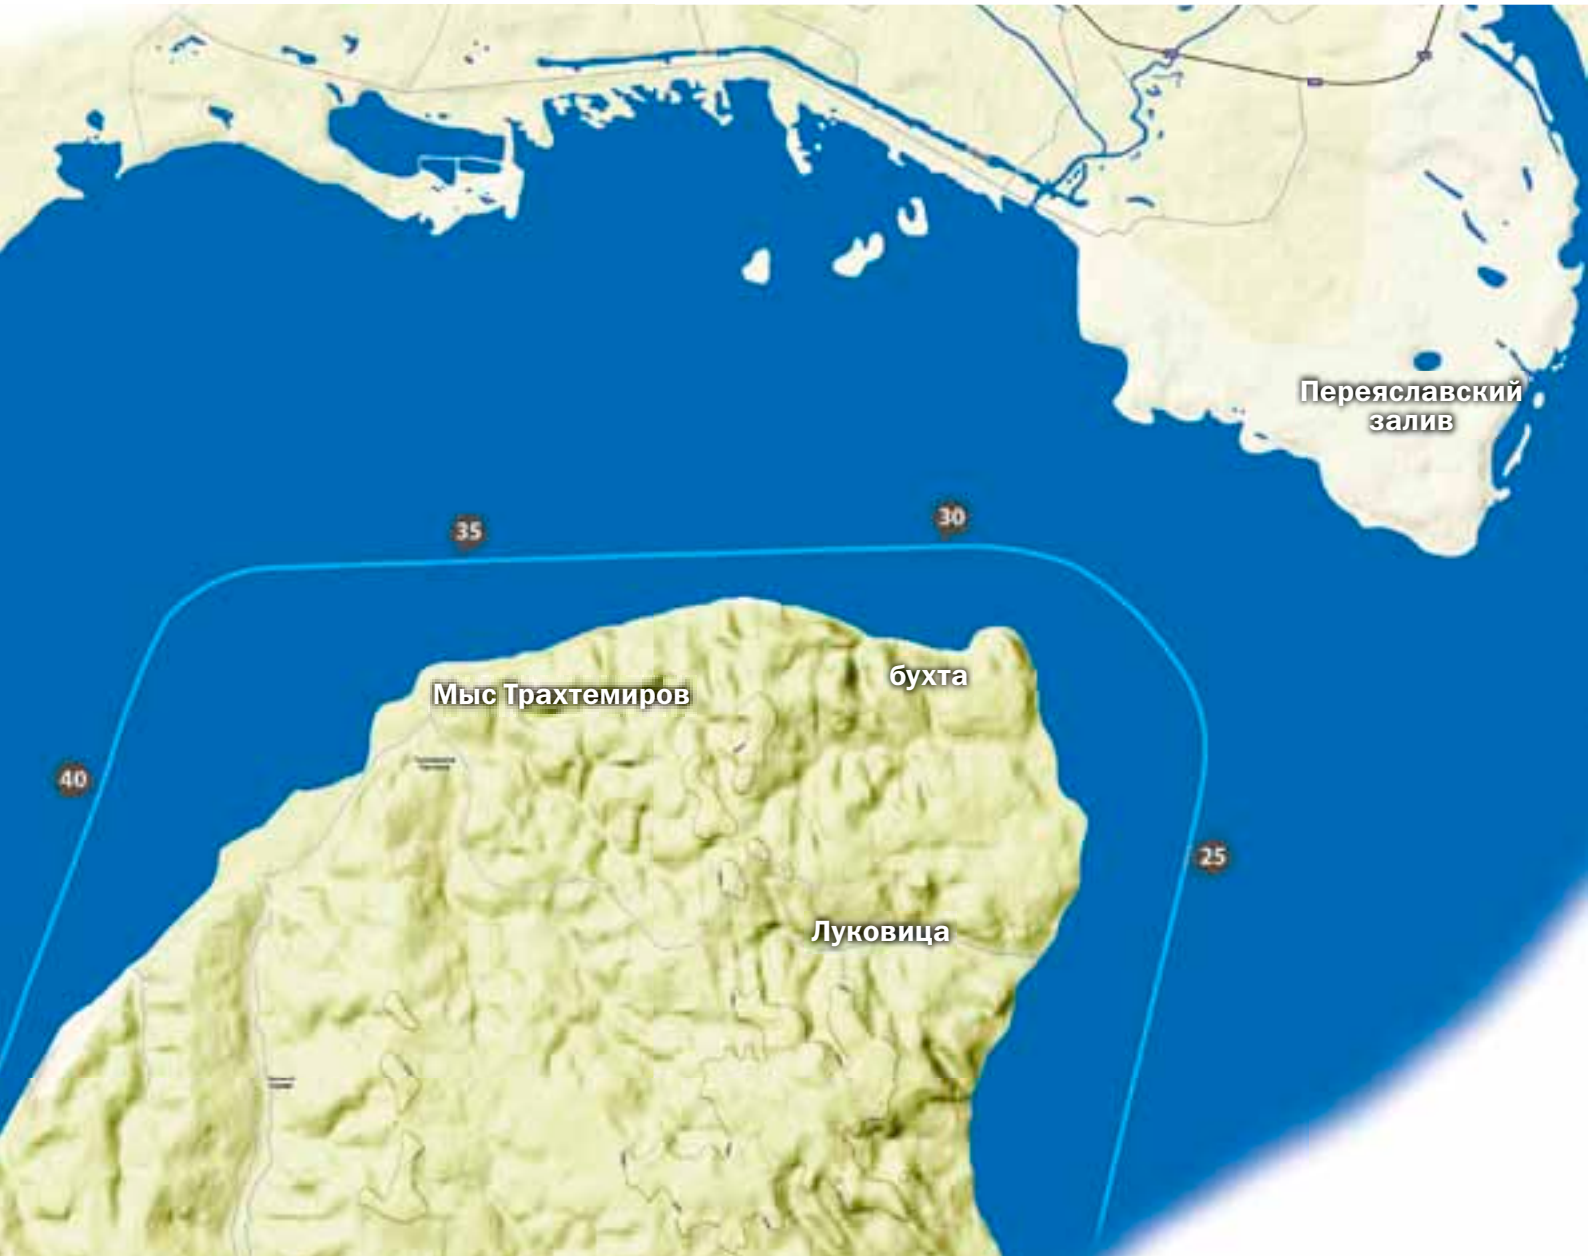 Переяславский
залив
30
35
бухта
Мыс Трахтемиров
40
25
Луковица